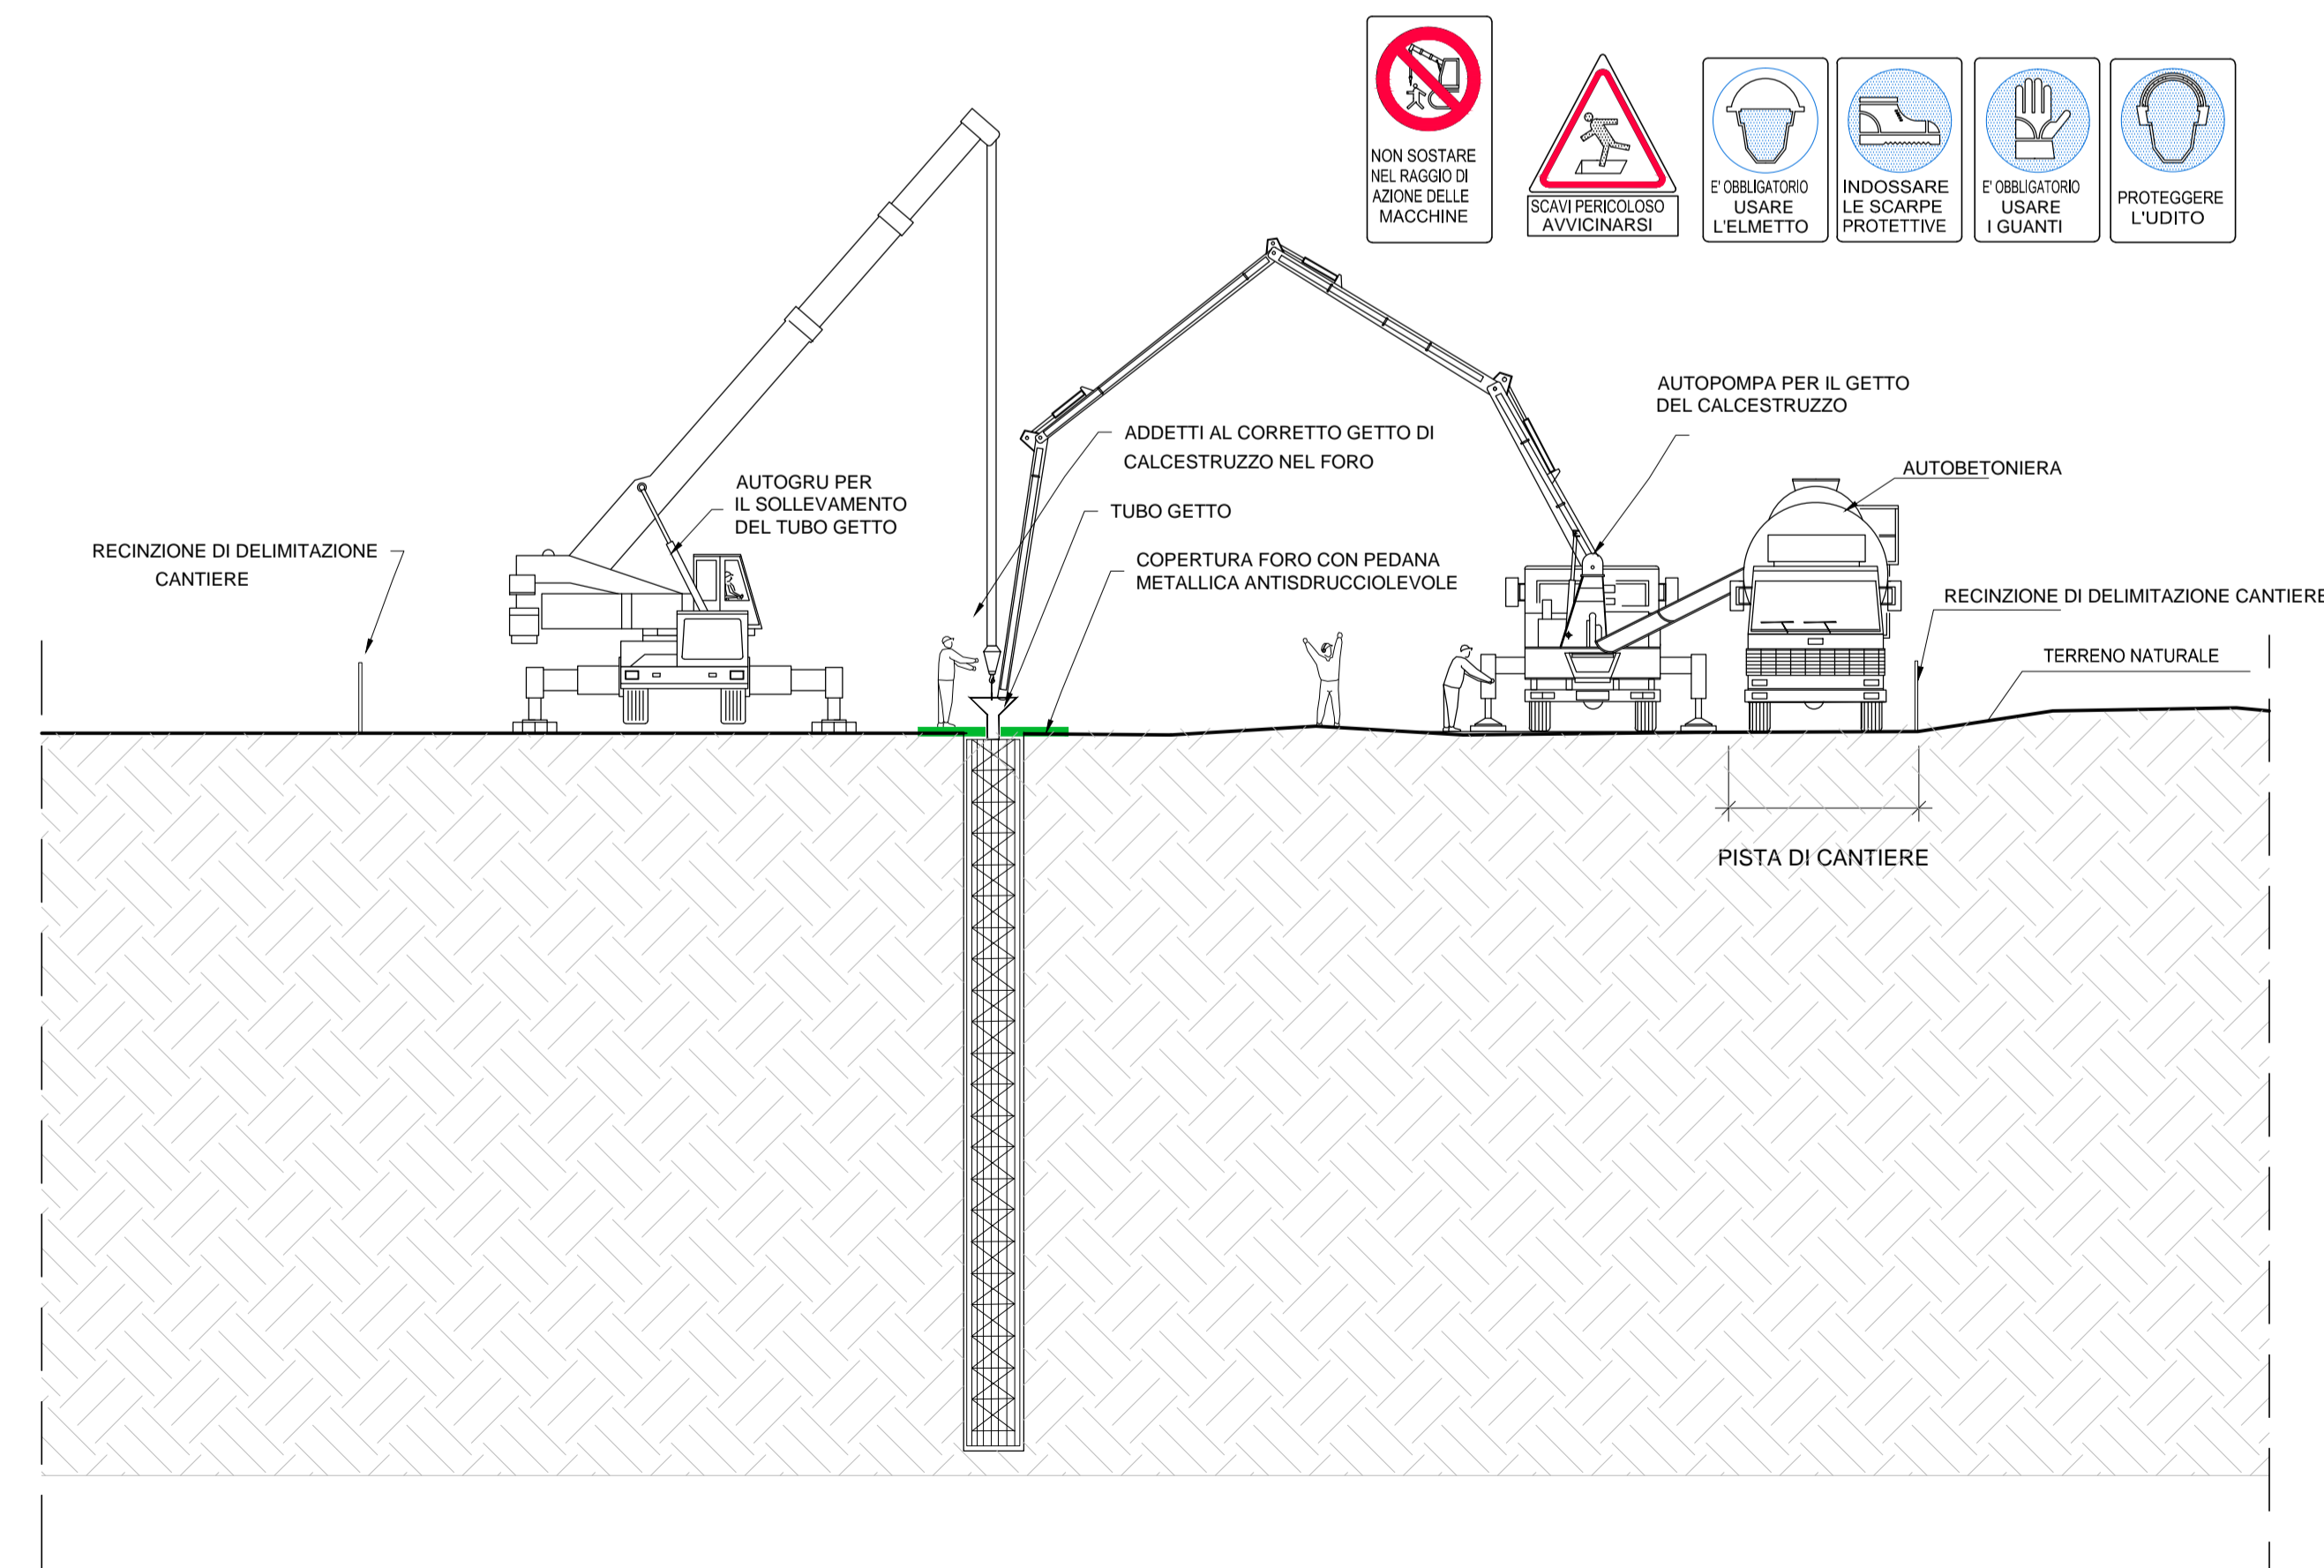 NON SOSTARE
NEL RAGGIO DI
AZIONE DELLE
MACCHINE
SCAVI PERICOLOSO
AVVICINARSI
E' OBBLIGATORIO
USARE
L'ELMETTO
INDOSSARE
LE SCARPE
PROTETTIVE
E' OBBLIGATORIO
USARE
I GUANTI
PROTEGGERE
L'UDITO
AUTOPOMPA PER IL GETTO
DEL CALCESTRUZZO
ADDETTI AL CORRETTO GETTO DI
CALCESTRUZZO NEL FORO
AUTOBETONIERA
AUTOGRU PER
IL SOLLEVAMENTO
DEL TUBO GETTO
TUBO GETTO
RECINZIONE DI DELIMITAZIONE
CANTIERE
COPERTURA FORO CON PEDANA
METALLICA ANTISDRUCCIOLEVOLE
RECINZIONE DI DELIMITAZIONE CANTIERE
TERRENO NATURALE
PISTA DI CANTIERE